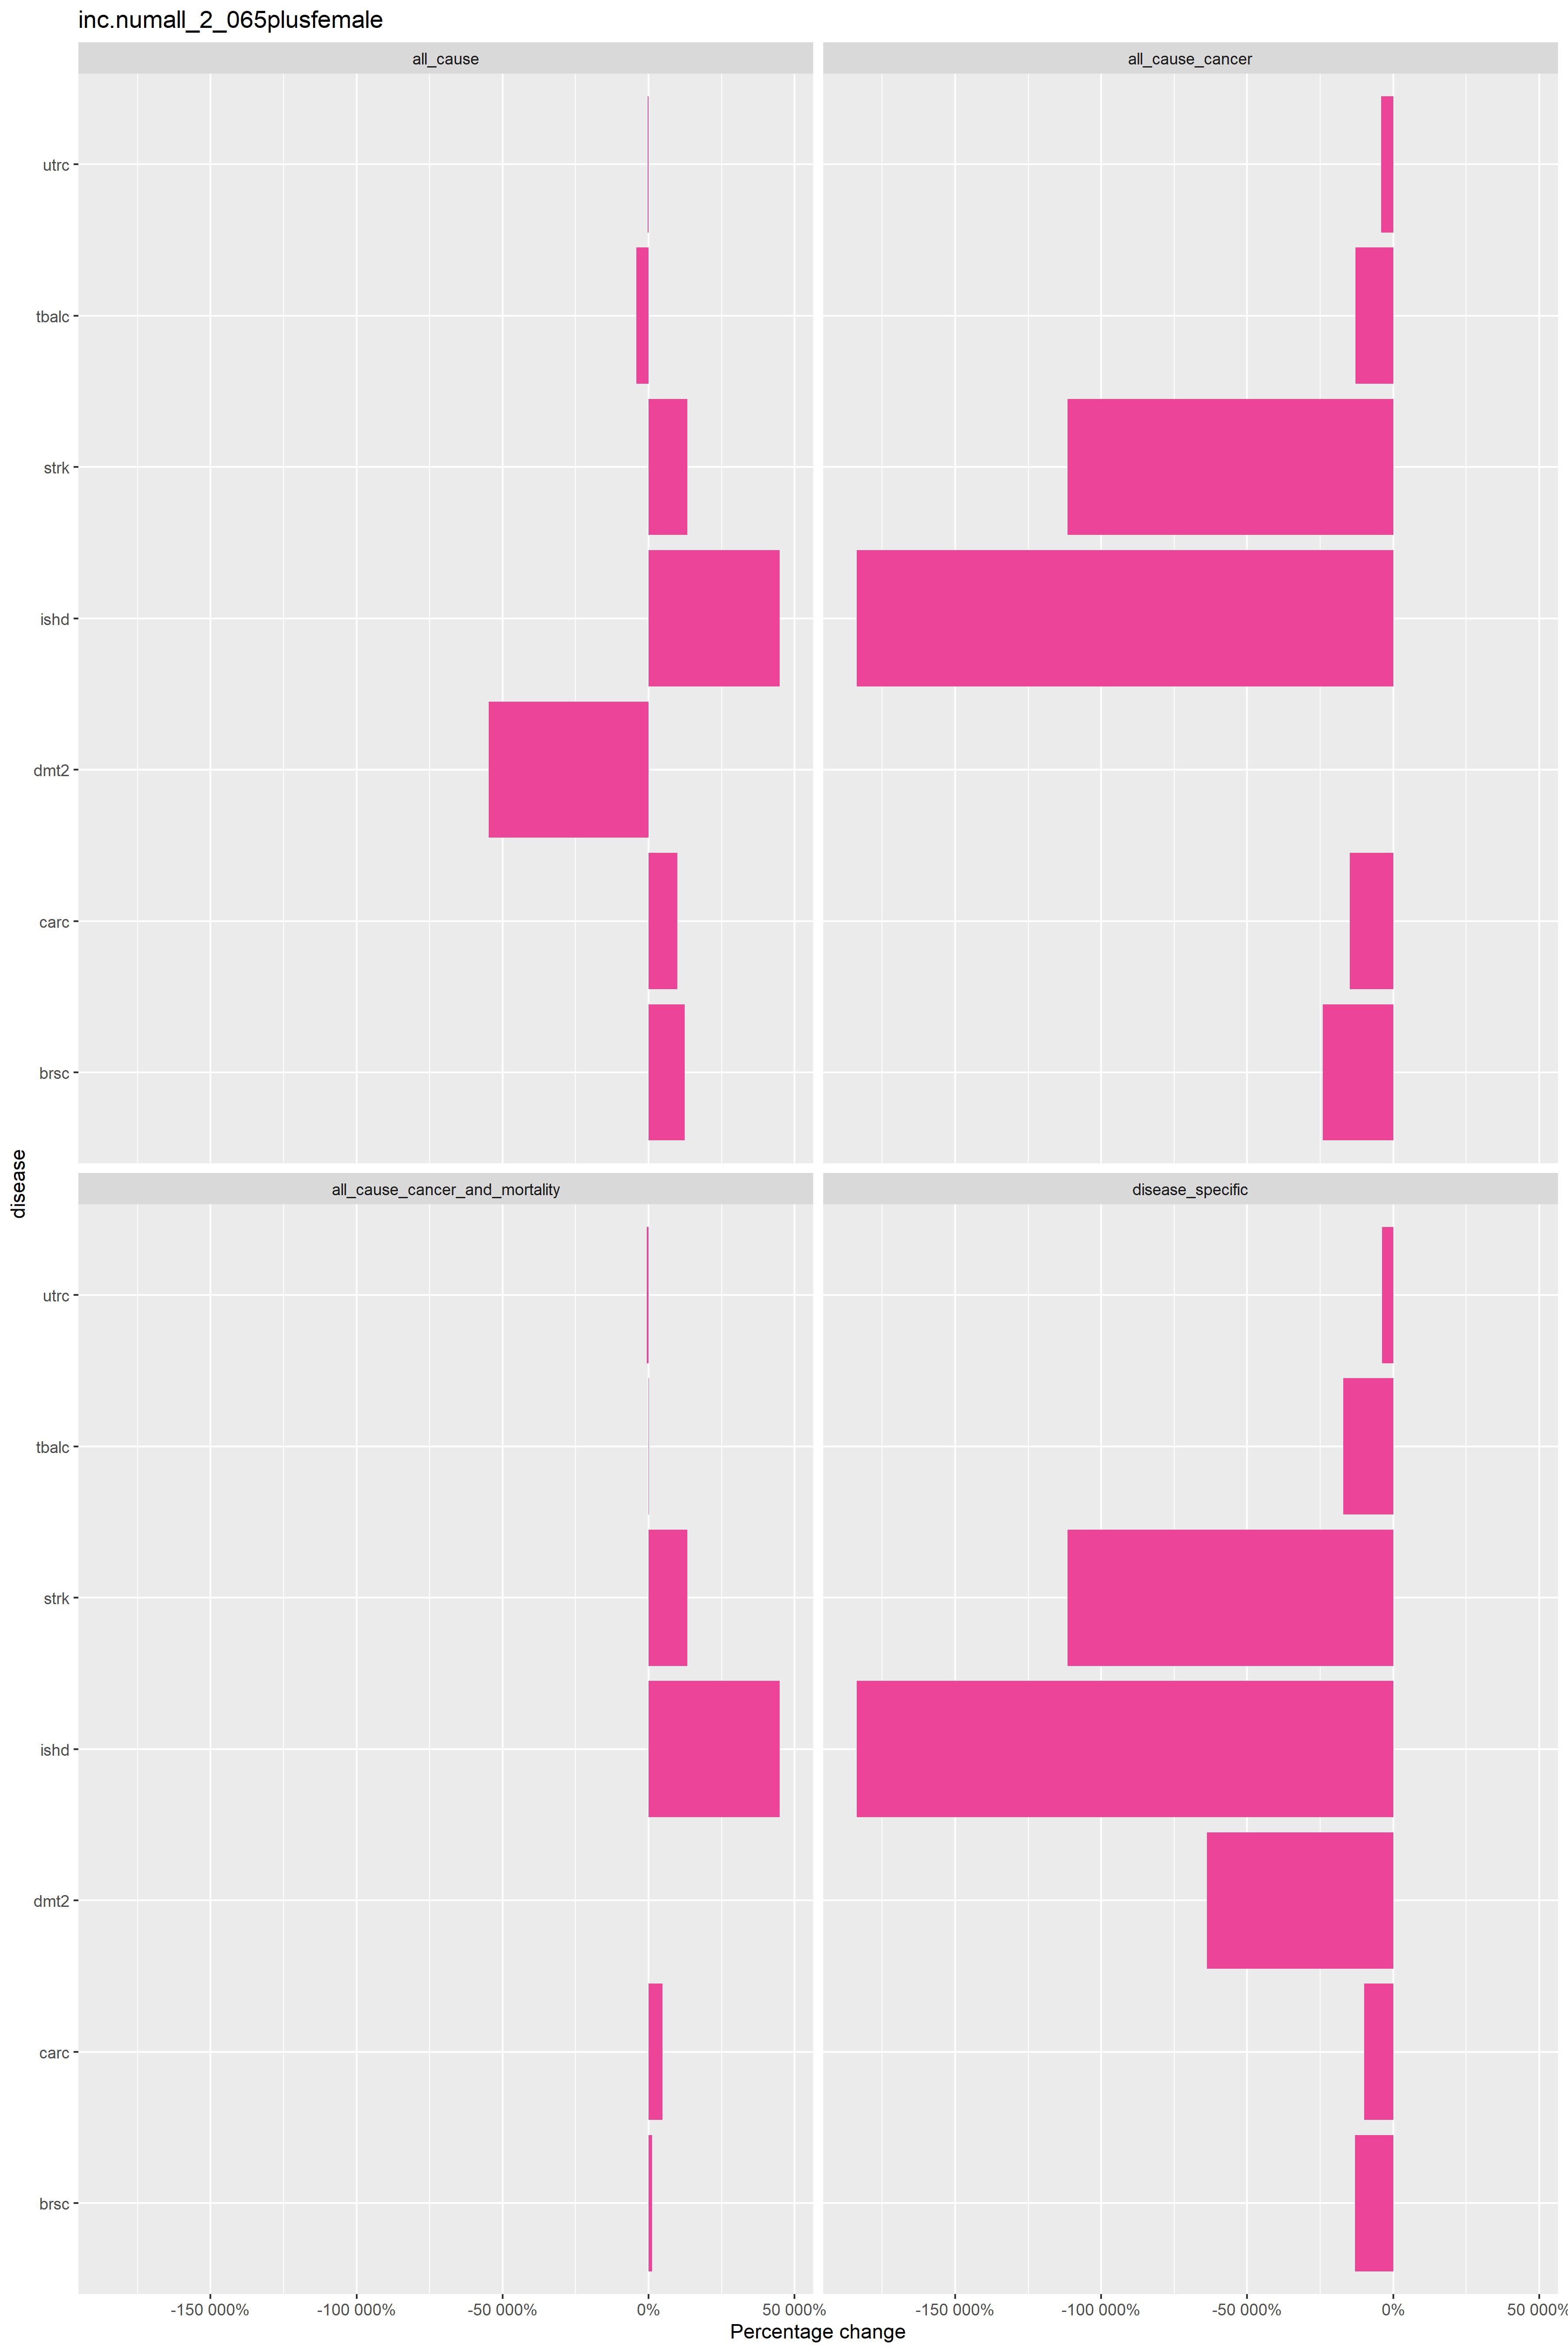 inc.numall_2_065plusfemale
all_cause
all_cause_cancer
utrc
tbalc
strk
ishd
dmt2
carc
brsc
disease
all_cause_cancer_and_mortality
disease_specific
utrc
tbalc
strk
ishd
dmt2
carc
brsc
-150 000% -100 000% -50 000% 0% 50 000% -150 000% -100 000% -50 000% 0% 50 000%
Percentage change